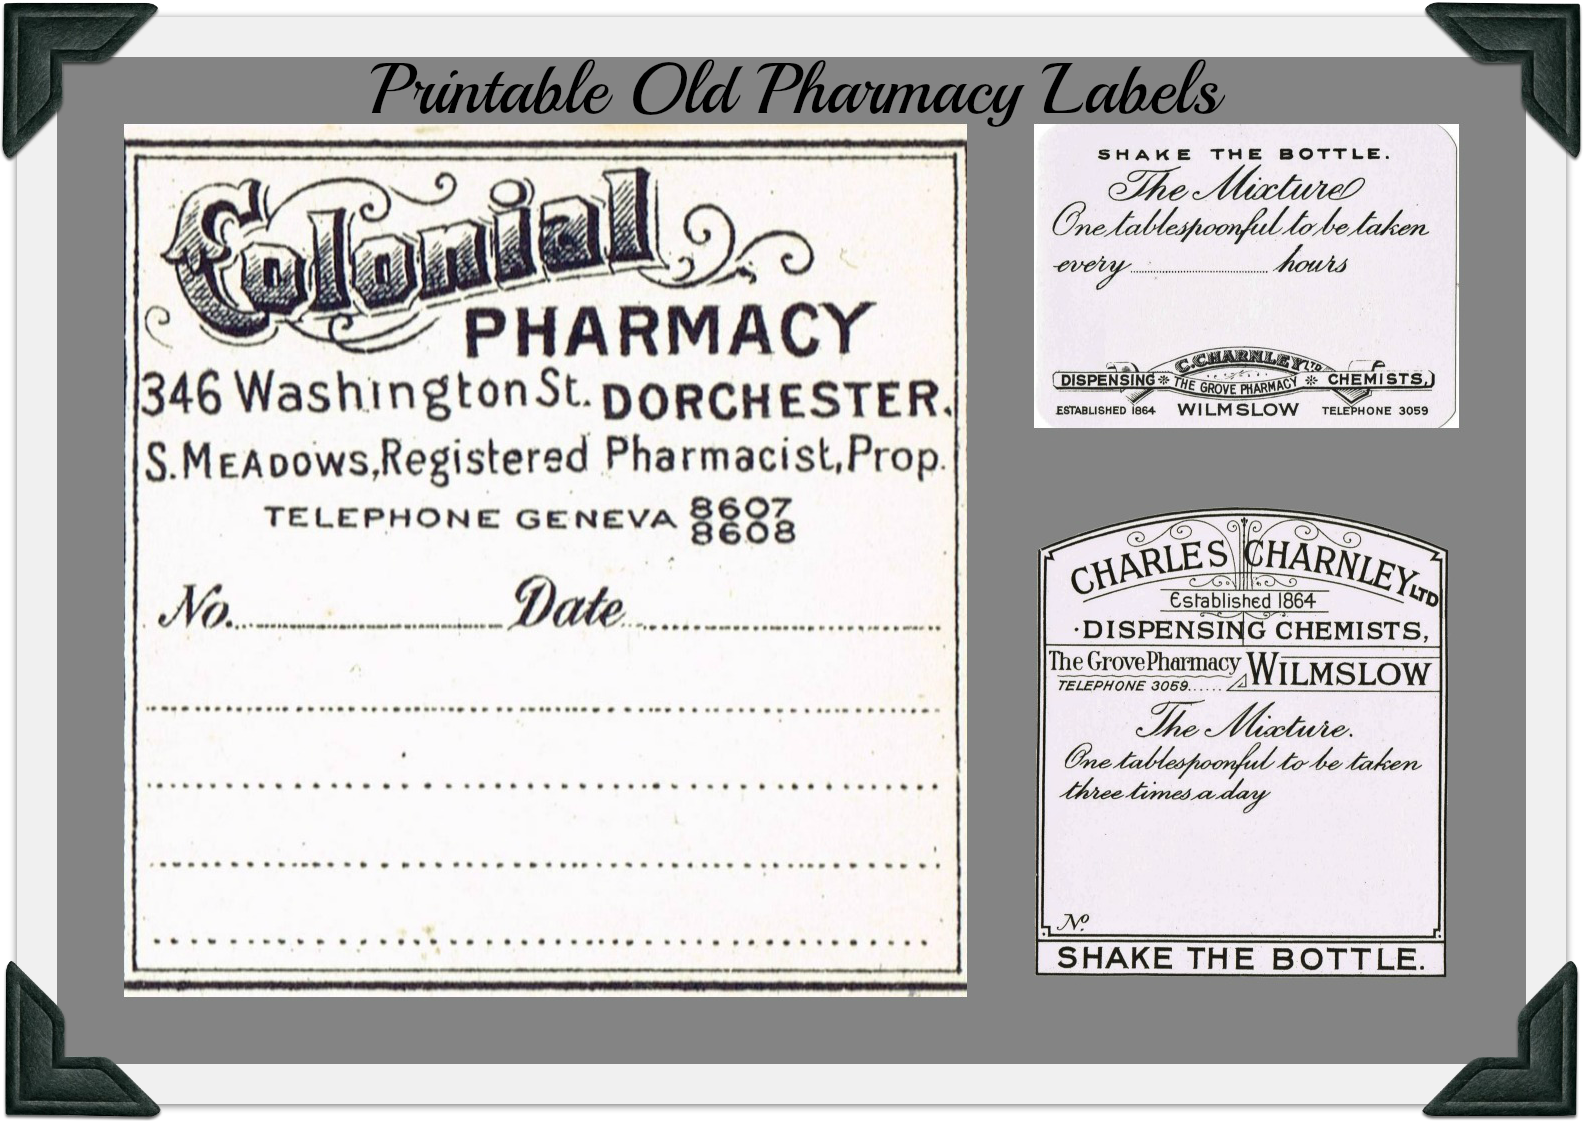 Printable Old Pharmacy Labels
Colonial
PHARMACY
346 Washington St. DORCHESTER.
S. MEADOWS, Registered Pharmacist, Prop.
TELEPHONE GENEVA 8607
8608
No. Date
SHAKE THE BOTTLE.
The Mixture
One tablespoonful to be taken
every hours
C. CHARNLEY LTD
DISPENSING * THE GROVE PHARMACY * CHEMISTS,
ESTABLISHED 1864 WILMSLOW TELEPHONE 3059
CHARLES CHARNLEY LTD
Established 1864
DISPENSING CHEMISTS,
The Grove Pharmacy WILMSLOW
TELEPHONE 3059......
The Mixture.
One tablespoonful to be taken
three times a day
No.
SHAKE THE BOTTLE.